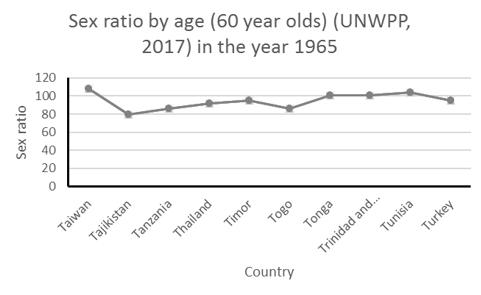 Sex ratio by age (60 year olds) (UNWPP,
2017) in the year 1965
120
100
80
60
40
20
0
Sex ratio
Taiwan
Tajikistan
Tanzania
Thailand
Timor
Togo
Tonga
Trinidad and...
Tunisia
Turkey
Country